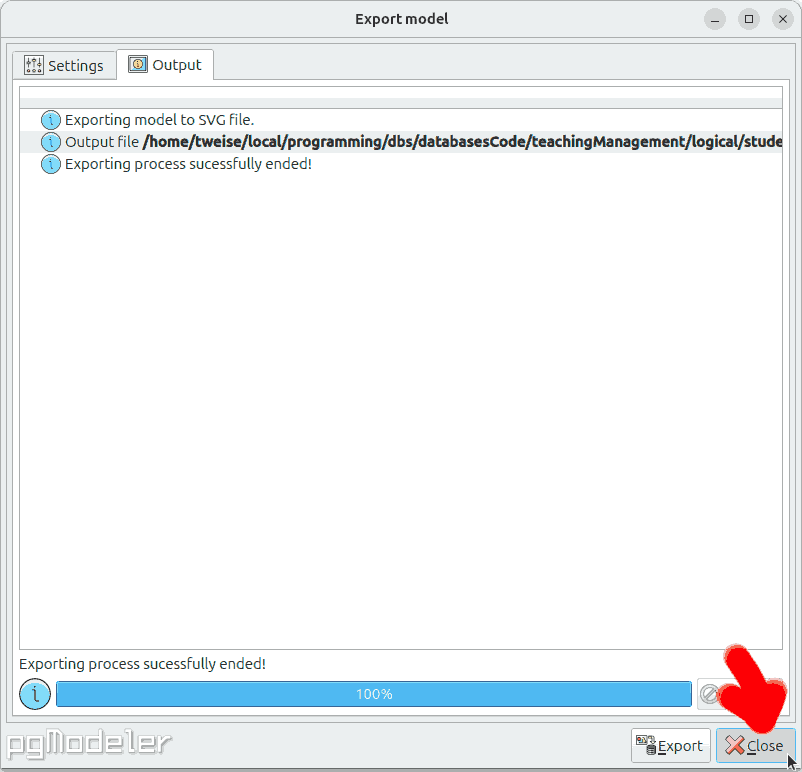 Export model
Settings
Output
Exporting model to SVG file.
Output file /home/tweise/local/programming/dbs/databasesCode/teachingManagement/logical/stude
Exporting process sucessfully ended!
Exporting process sucessfully ended!
100%
pgModeler
Export
Close